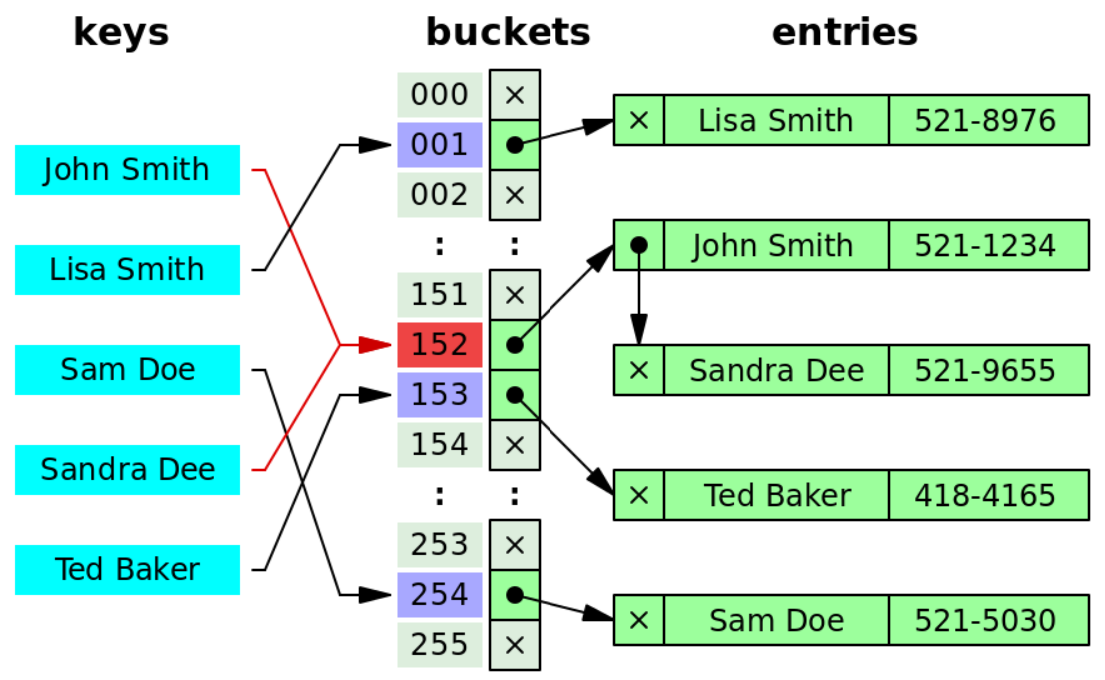 keys
buckets
entries
John Smith
Lisa Smith
Sam Doe
Sandra Dee
Ted Baker
000 ×
001
002 ×
: :
151 ×
152
153
154 ×
: :
253 ×
254
255 ×
× Lisa Smith 521-8976
John Smith 521-1234
× Sandra Dee 521-9655
× Ted Baker 418-4165
× Sam Doe 521-5030